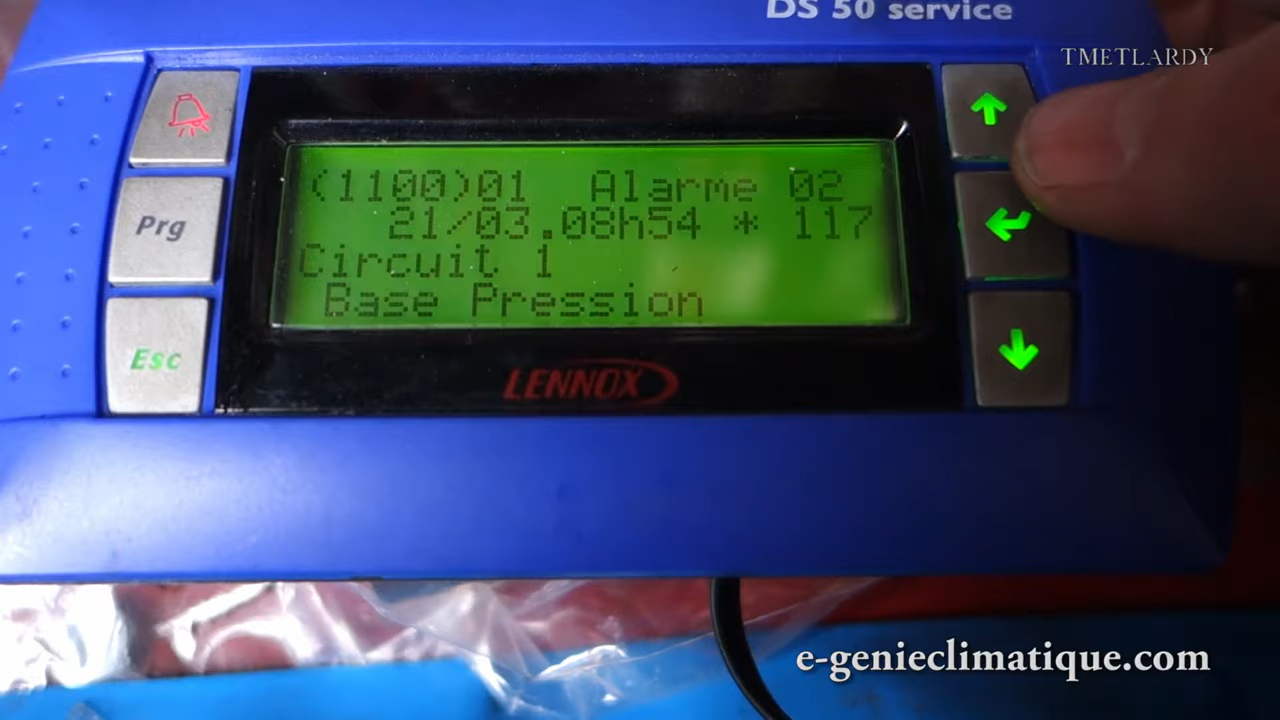 DS 50 service
TMETLARDY
(1100)01 Alarme 02
21/03.08h54 * 117
Circuit 1
Base Pression
Prg
Esc
LENNOX
e-genieclimatique.com